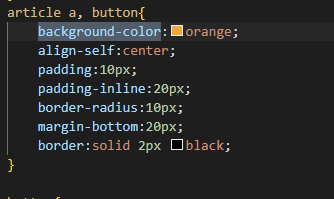 article a, button{
background-color:orange;
align-self:center;
padding:10px;
padding-inline:20px;
border-radius:10px;
margin-bottom:20px;
border:solid 2px black;
}